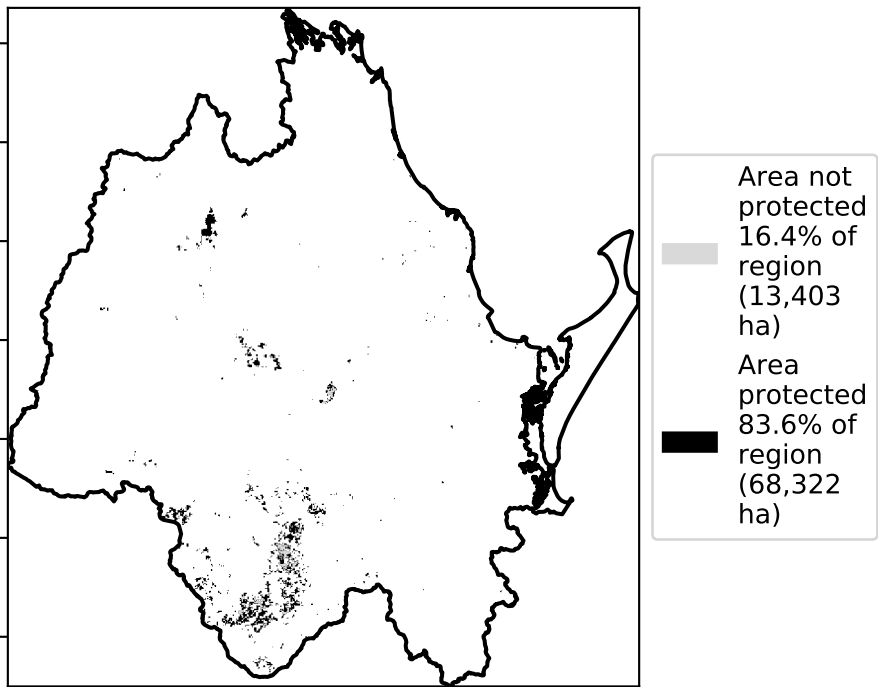 Area not
protected
16.4% of
region
(13,403
ha)
Area
protected
83.6% of
region
(68,322
ha)